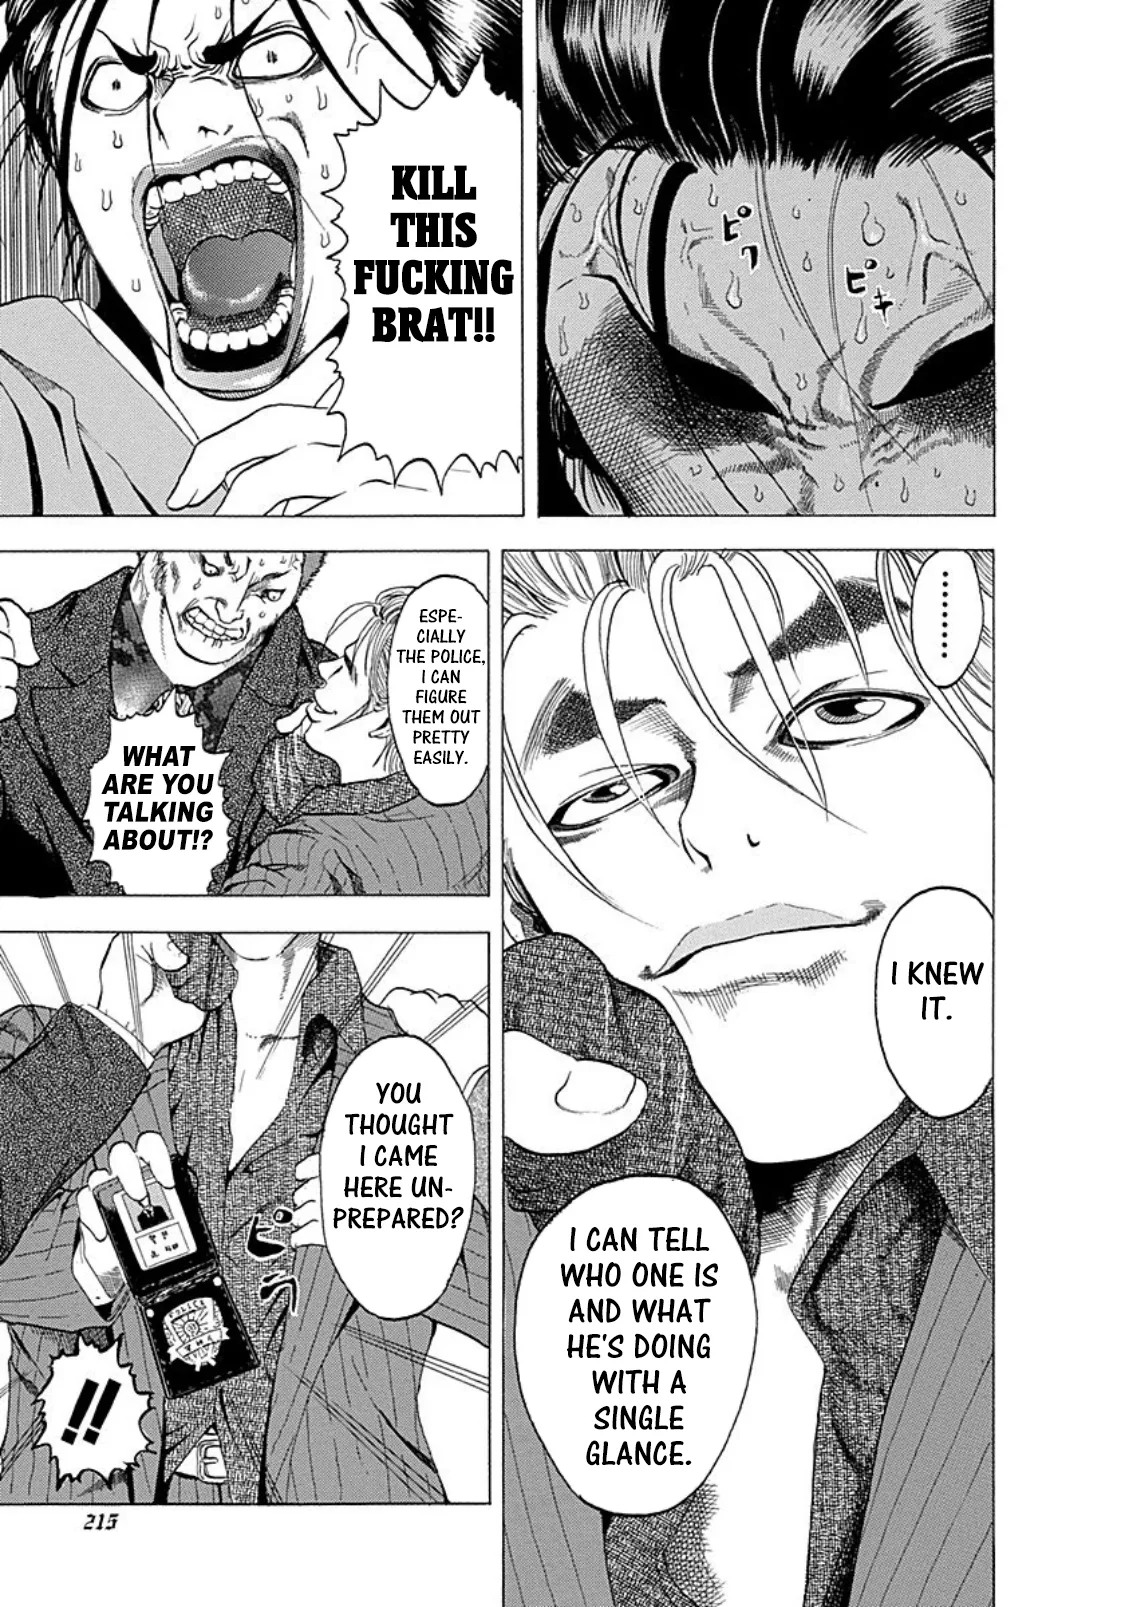 ピク
ピキ
KILL
THIS
FUCKING
BRAT!!
.........
I KNEW
IT.
I CAN TELL
WHO ONE IS
AND WHAT
HE'S DOING
WITH A
SINGLE
GLANCE.
ESPE-
CIALLY
THE POLICE,
I CAN
FIGURE
THEM OUT
PRETTY
EASILY.
WHAT
ARE YOU
TALKING
ABOUT!?
YOU
THOUGHT
I CAME
HERE UN-
PREPARED?
ピラ
POLICE
!!
215